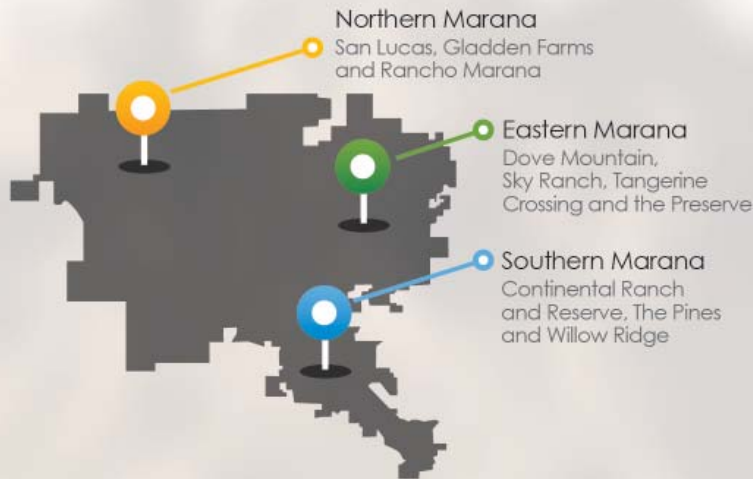 Northern Marana
San Lucas, Gladden Farms
and Rancho Marana
Eastern Marana
Dove Mountain,
Sky Ranch, Tangerine
Crossing and the Preserve
Southern Marana
Continental Ranch
and Reserve, The Pines
and Willow Ridge